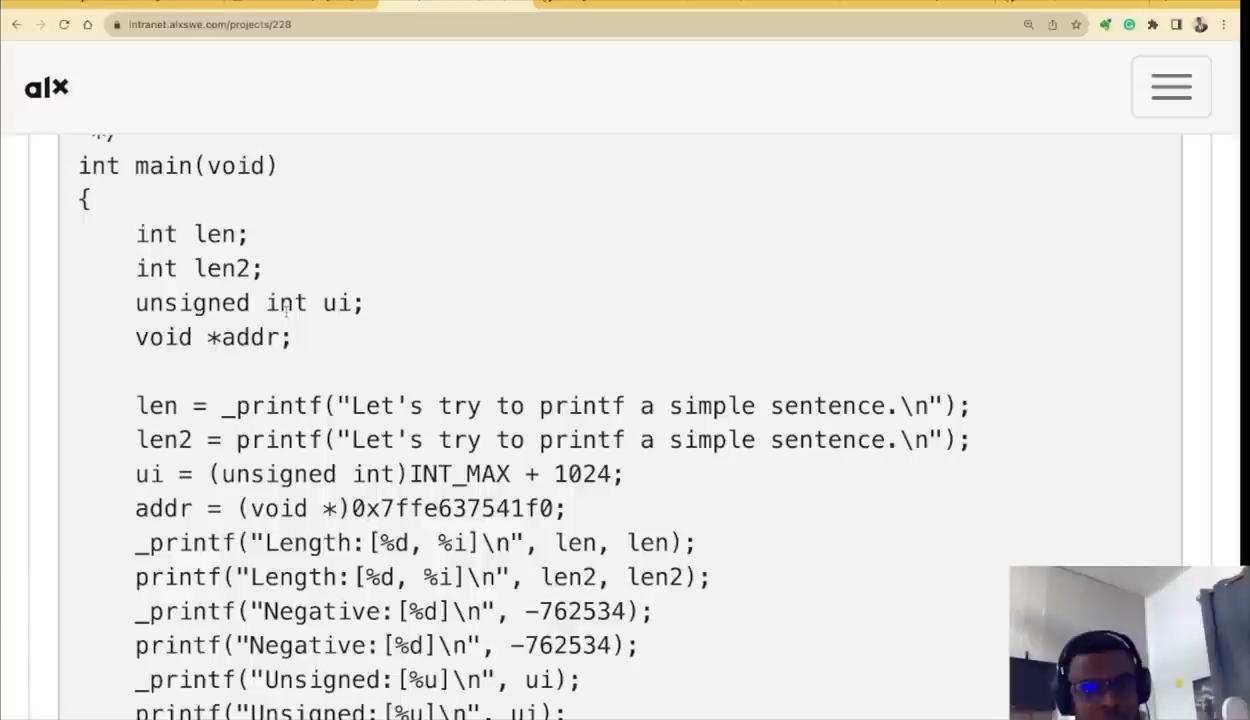 intranet.alxswe.com/projects/228
alx
*/
int main(void)
{
int len;
int len2;
unsigned int ui;
void *addr;
len = _printf("Let's try to printf a simple sentence.\n");
len2 = printf("Let's try to printf a simple sentence.\n");
ui = (unsigned int)INT_MAX + 1024;
addr = (void *)0x7ffe637541f0;
_printf("Length:[%d, %i]\n", len, len);
printf("Length:[%d, %i]\n", len2, len2);
_printf("Negative:[%d]\n", -762534);
printf("Negative:[%d]\n", -762534);
_printf("Unsigned:[%u]\n", ui);
printf("Unsigned:[%u]\n", ui);